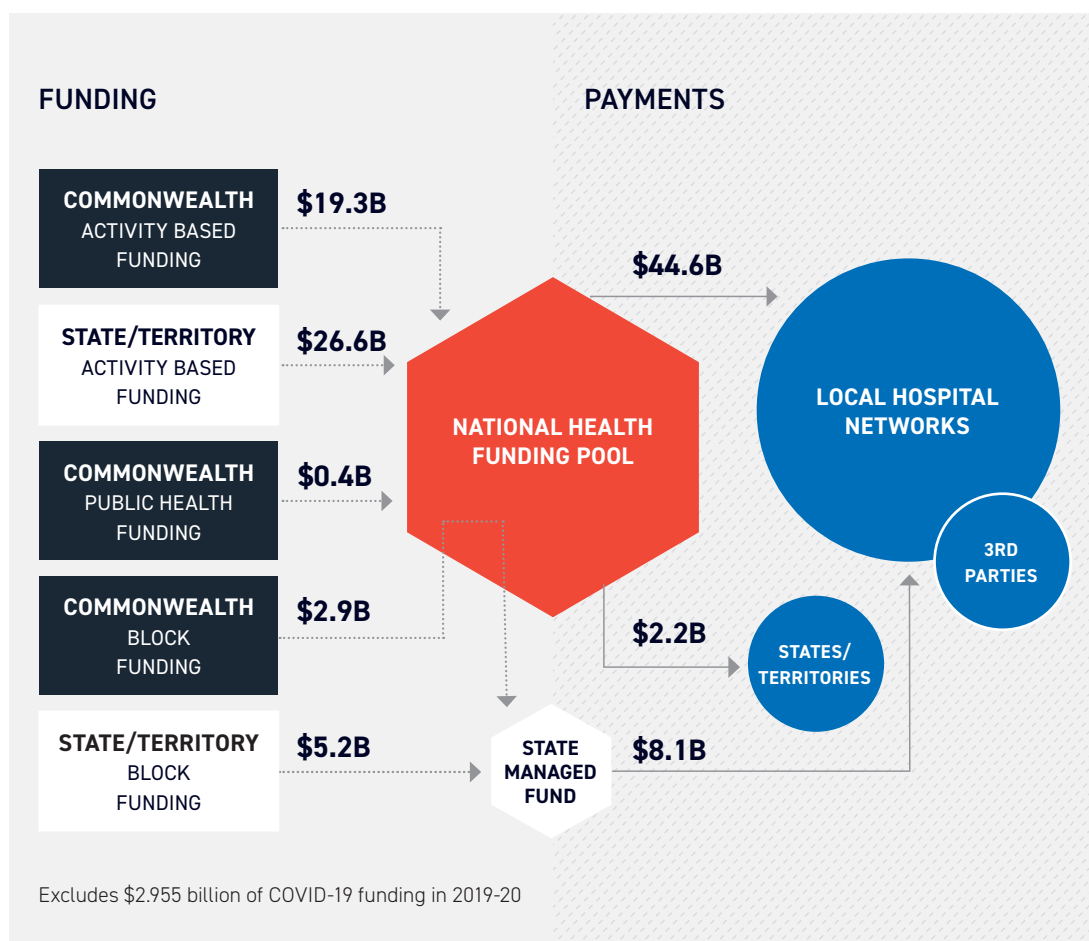 FUNDING
PAYMENTS
COMMONWEALTH
ACTIVITY BASED
FUNDING
$19.3B
STATE/TERRITORY
ACTIVITY BASED
FUNDING
$26.6B
COMMONWEALTH
PUBLIC HEALTH
FUNDING
$0.4B
COMMONWEALTH
BLOCK
FUNDING
$2.9B
STATE/TERRITORY
BLOCK
FUNDING
$5.2B
NATIONAL HEALTH
FUNDING POOL
STATE
MANAGED
FUND
$44.6B
LOCAL HOSPITAL
NETWORKS
3RD
PARTIES
$2.2B
STATES/
TERRITORIES
$8.1B
Excludes $2.955 billion of COVID-19 funding in 2019-20